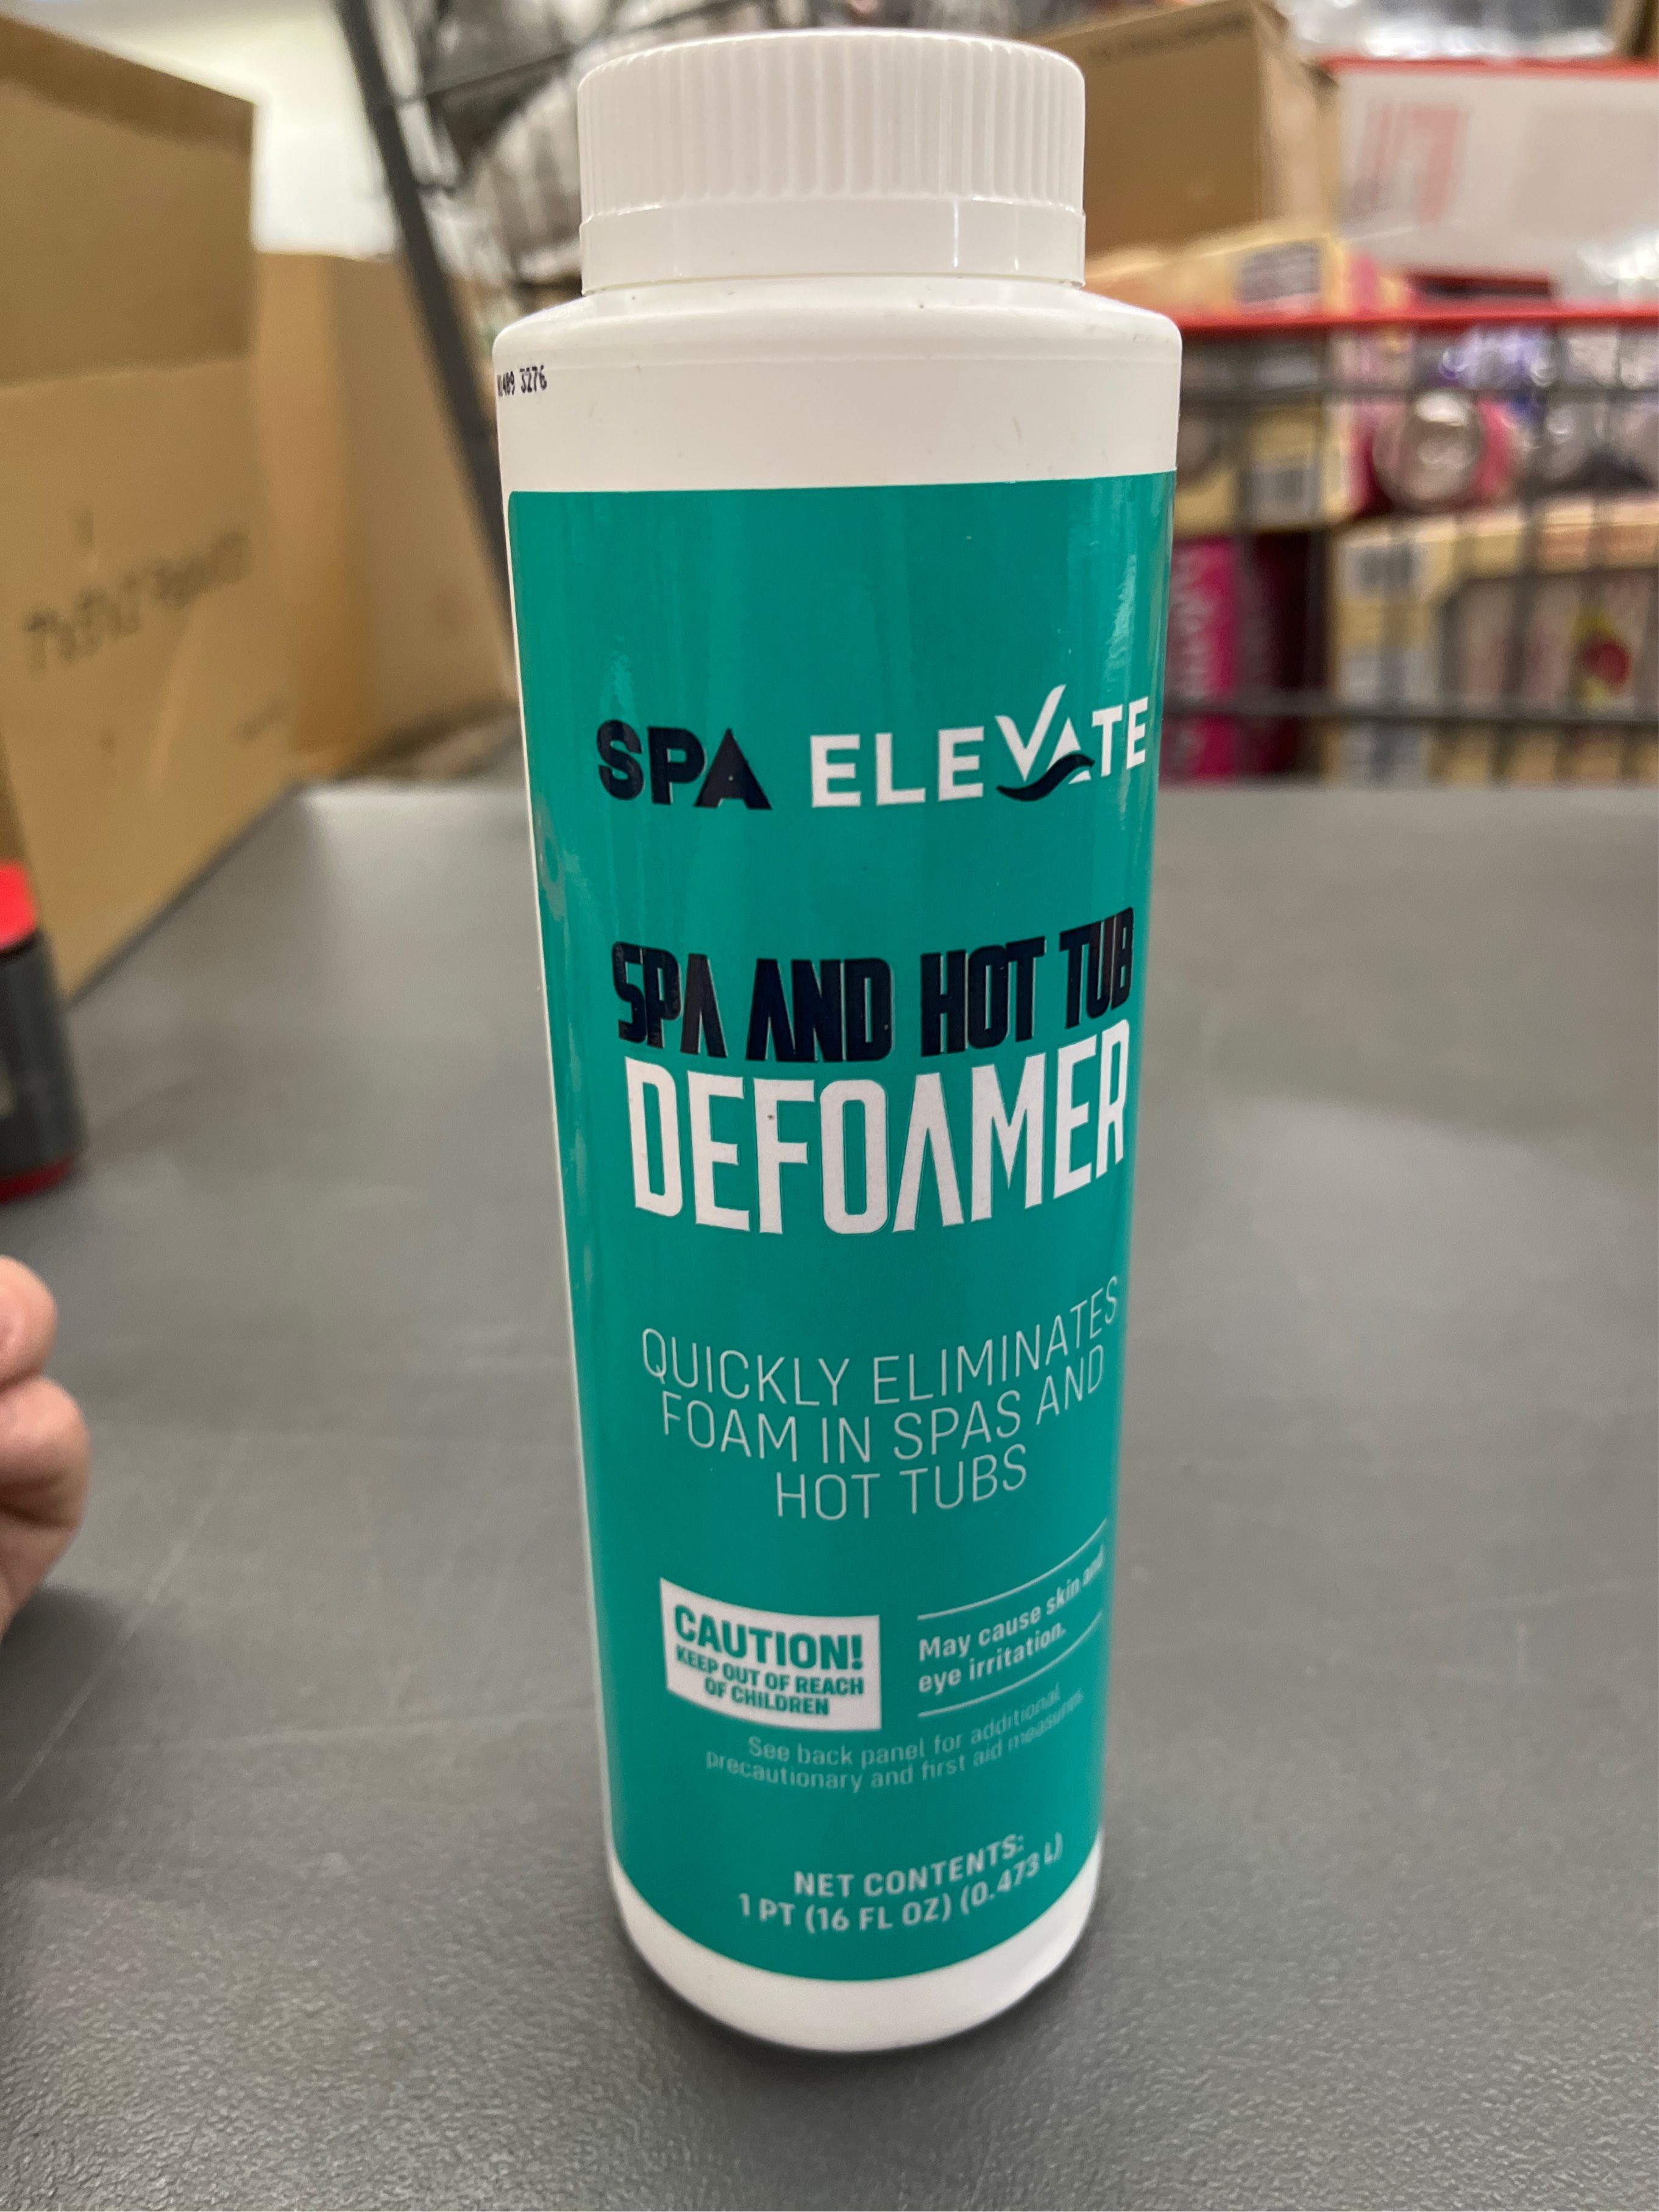 3276
SPA ELEVATE
SPA AND HOT TUB
DEFOAMER
QUICKLY ELIMINATES
FOAM IN SPAS AND
HOT TUBS
CAUTION!
KEEP OUT OF REACH
OF CHILDREN
May cause skin and
eye irritation.
See back panel for additional
precautionary and first aid measures.
NET CONTENTS:
1 PT (16 FL OZ) (0.473 L)